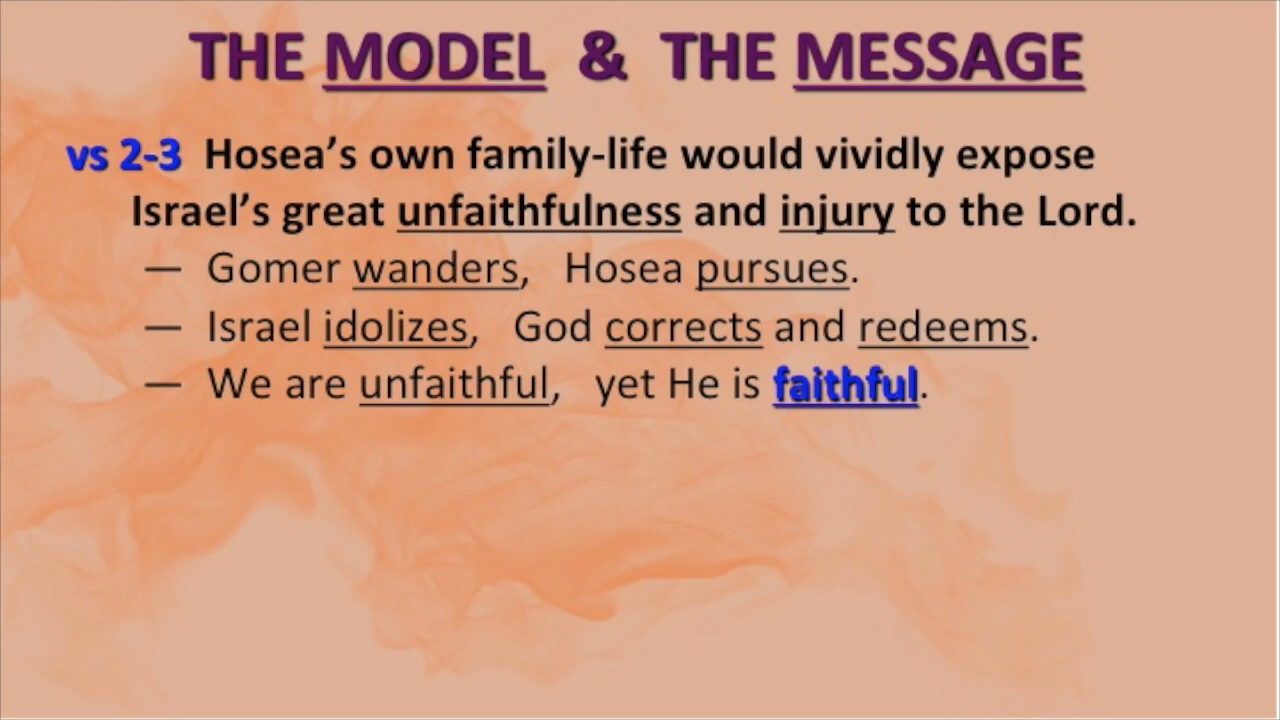 THE MODEL & THE MESSAGE
vs 2-3 Hosea’s own family-life would vividly expose
Israel’s great unfaithfulness and injury to the Lord.
— Gomer wanders, Hosea pursues.
— Israel idolizes, God corrects and redeems.
— We are unfaithful, yet He is faithful.